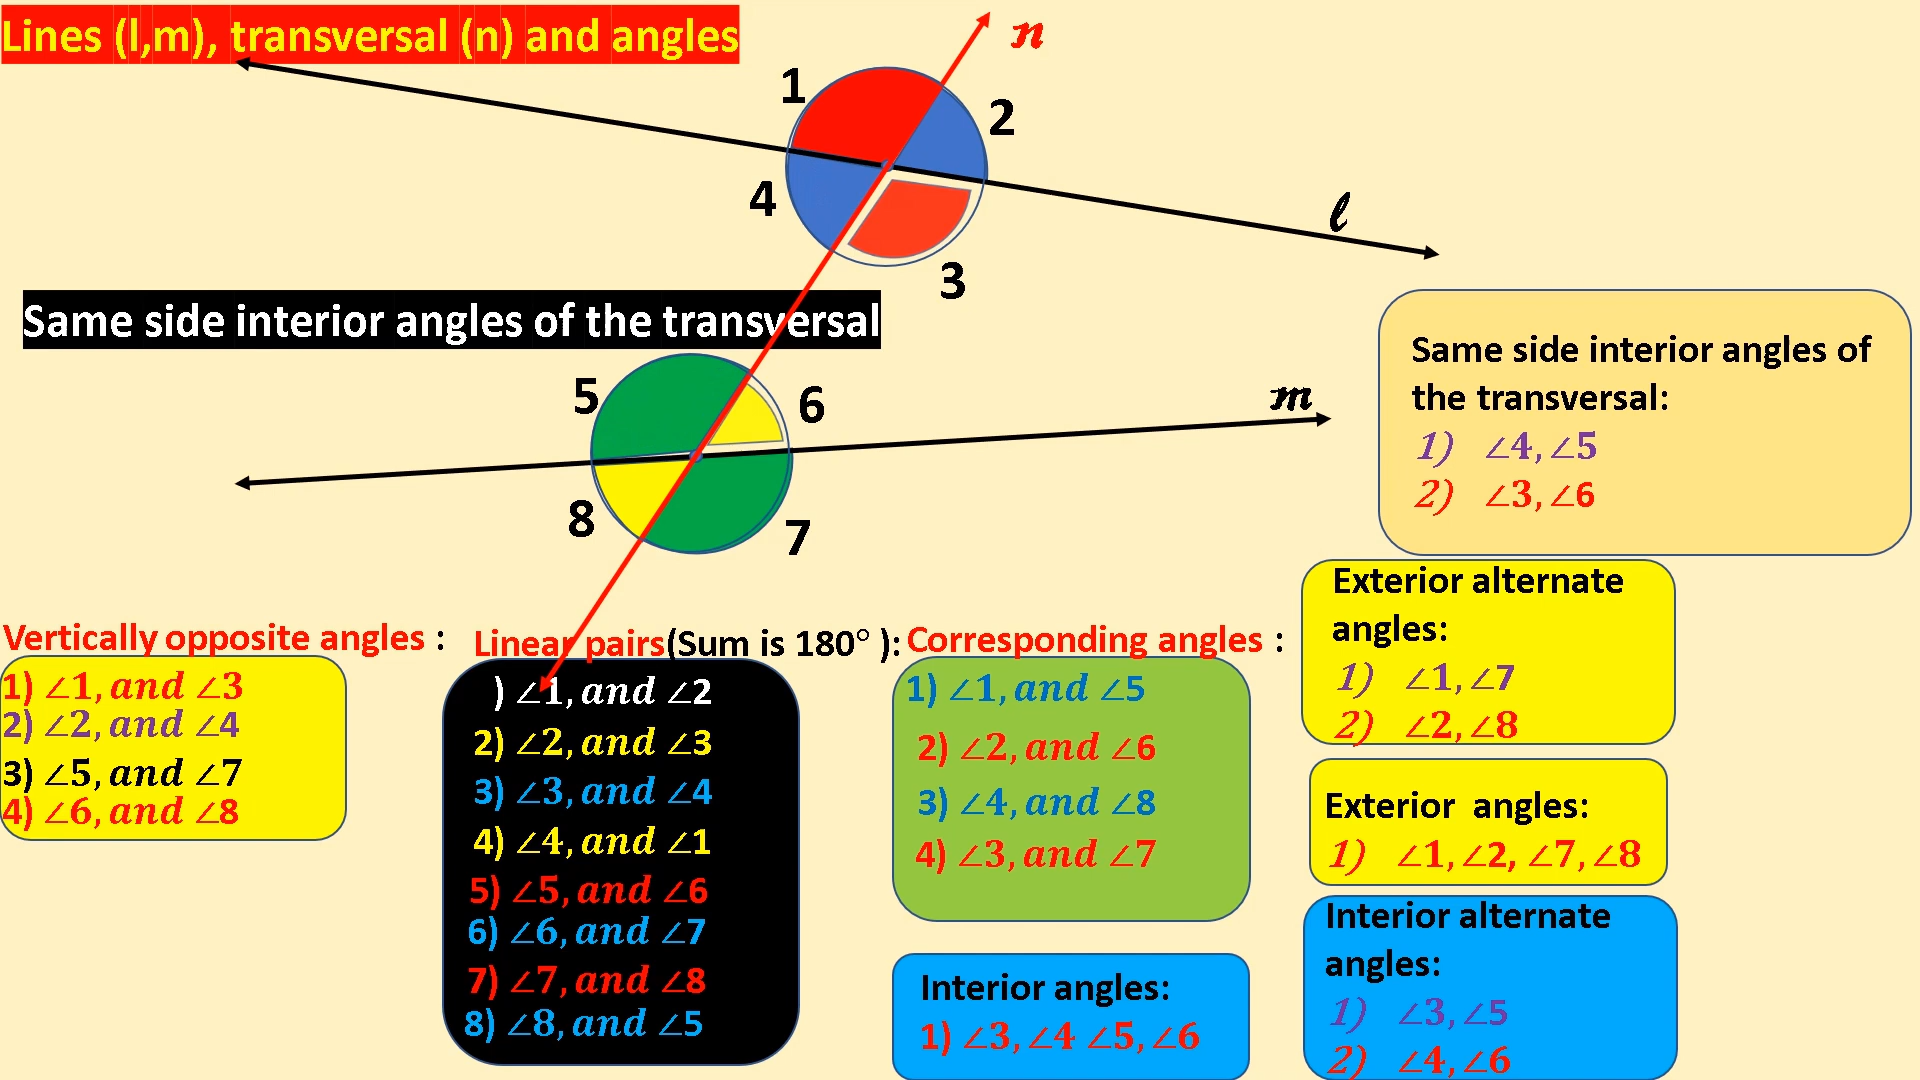 Lines (l,m), transversal (n) and angles
n
1
2
4
ℓ
3
Same side interior angles of the transversal
5
6
m
8
7
Same side interior angles of
the transversal:
1) ∠4, ∠5
2) ∠3, ∠6
Vertically opposite angles :
1) ∠1, and ∠3
2) ∠2, and ∠4
3) ∠5, and ∠7
4) ∠6, and ∠8
Linear pairs(Sum is 180° ):
) ∠1, and ∠2
2) ∠2, and ∠3
3) ∠3, and ∠4
4) ∠4, and ∠1
5) ∠5, and ∠6
6) ∠6, and ∠7
7) ∠7, and ∠8
8) ∠8, and ∠5
Corresponding angles :
1) ∠1, and ∠5
2) ∠2, and ∠6
3) ∠4, and ∠8
4) ∠3, and ∠7
Interior angles:
1) ∠3, ∠4 ∠5, ∠6
Exterior alternate
angles:
1) ∠1, ∠7
2) ∠2, ∠8
Exterior angles:
1) ∠1, ∠2, ∠7, ∠8
Interior alternate
angles:
1) ∠3, ∠5
2) ∠4, ∠6